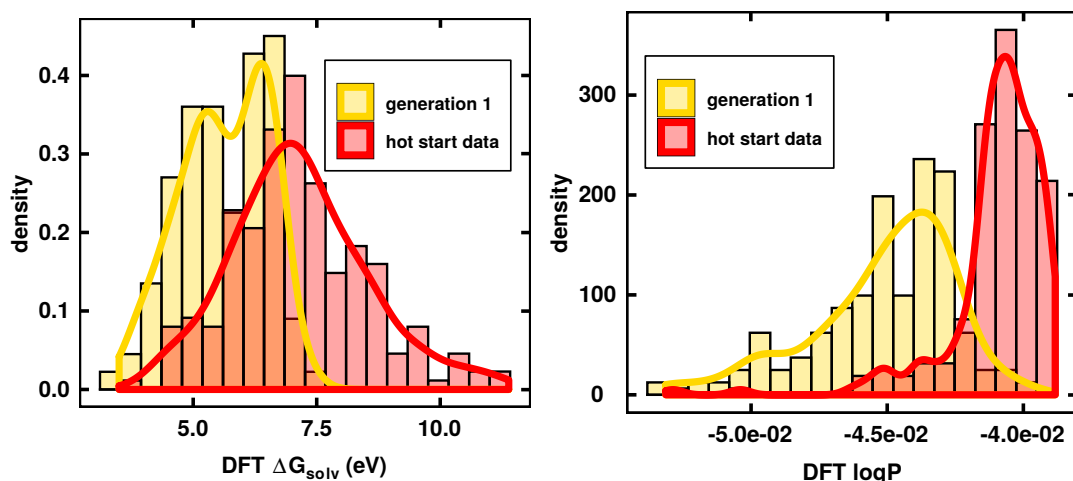 0.4
0.3
0.2
0.1
0.0
density
generation 1
hot start data
5.0
7.5
10.0
DFT ΔG_solv (eV)
300
200
100
0
density
generation 1
hot start data
-5.0e-02
-4.5e-02
-4.0e-02
DFT logP